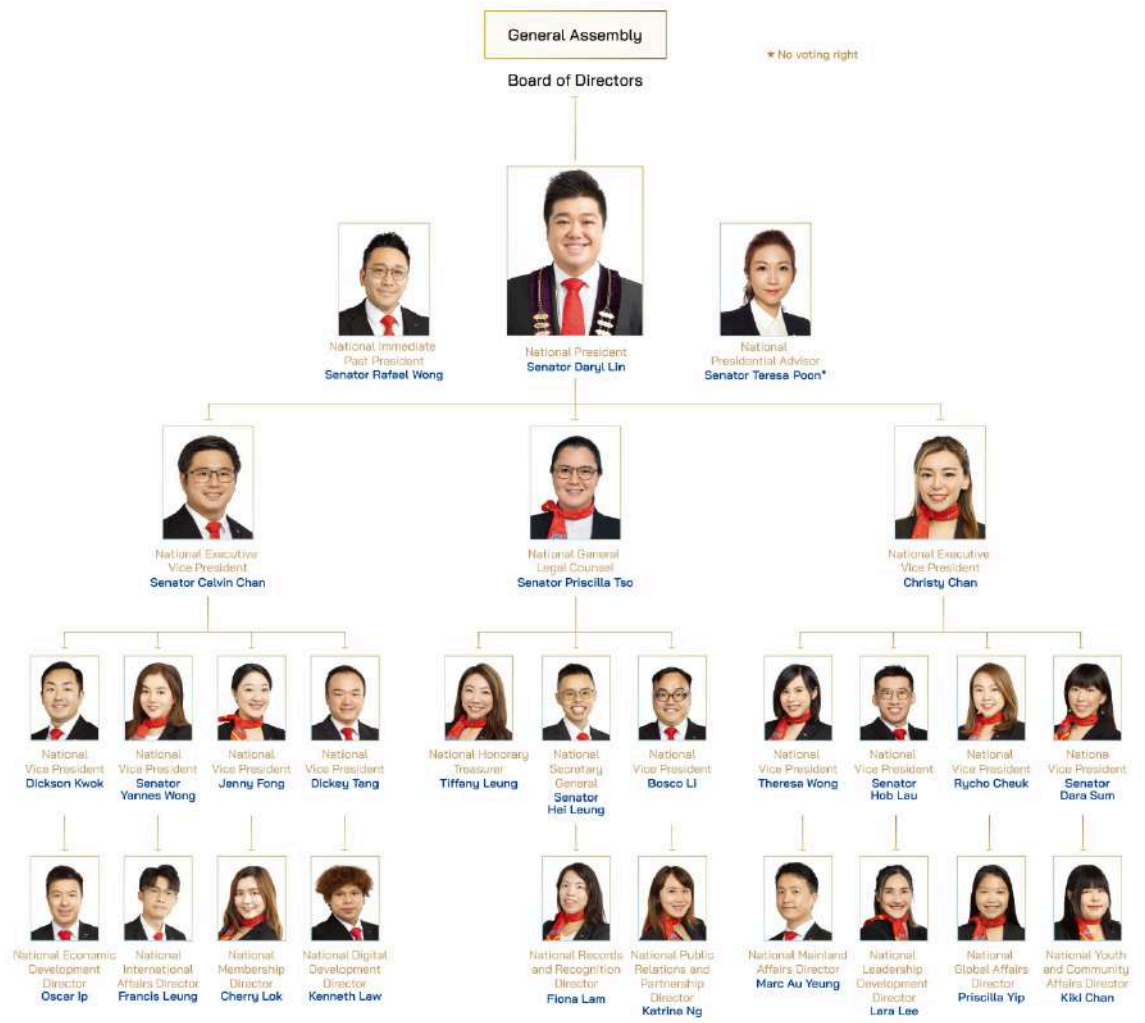 General Assembly
★ No voting right
Board of Directors
National Immediate
Past President
Senator Rafael Wong
National President
Senator Daryl Lin
National
Presidential Advisor
Senator Teresa Poon*
National Executive
Vice President
Senator Calvin Chan
National General
Legal Counsel
Senator Priscilla Tso
National Executive
Vice President
Christy Chan
National
Vice President
Dickson Kwok
National
Vice President
Senator
Yannes Wong
National
Vice President
Jenny Fong
National
Vice President
Dickey Tang
National Honorary
Treasurer
Tiffany Leung
National
Secretary
General
Senator
Hei Leung
National
Vice President
Bosco Li
National
Vice President
Theresa Wong
National
Vice President
Senator
Hob Lau
National
Vice President
Rycho Cheuk
Nationa
Vice President
Senator
Dara Sum
National Economic
Development
Director
Oscar Ip
National
International
Affairs Director
Francis Leung
National
Membership
Director
Cherry Lok
National Digital
Development
Director
Kenneth Law
National Records
and Recognition
Director
Fiona Lam
National Public
Relations and
Partnership
Director
Katrina Ng
National Mainland
Affairs Director
Marc Au Yeung
National
Leadership
Development
Director
Lara Lee
National
Global Affairs
Director
Priscilla Yip
National Youth
and Community
Affairs Director
Kiki Chan